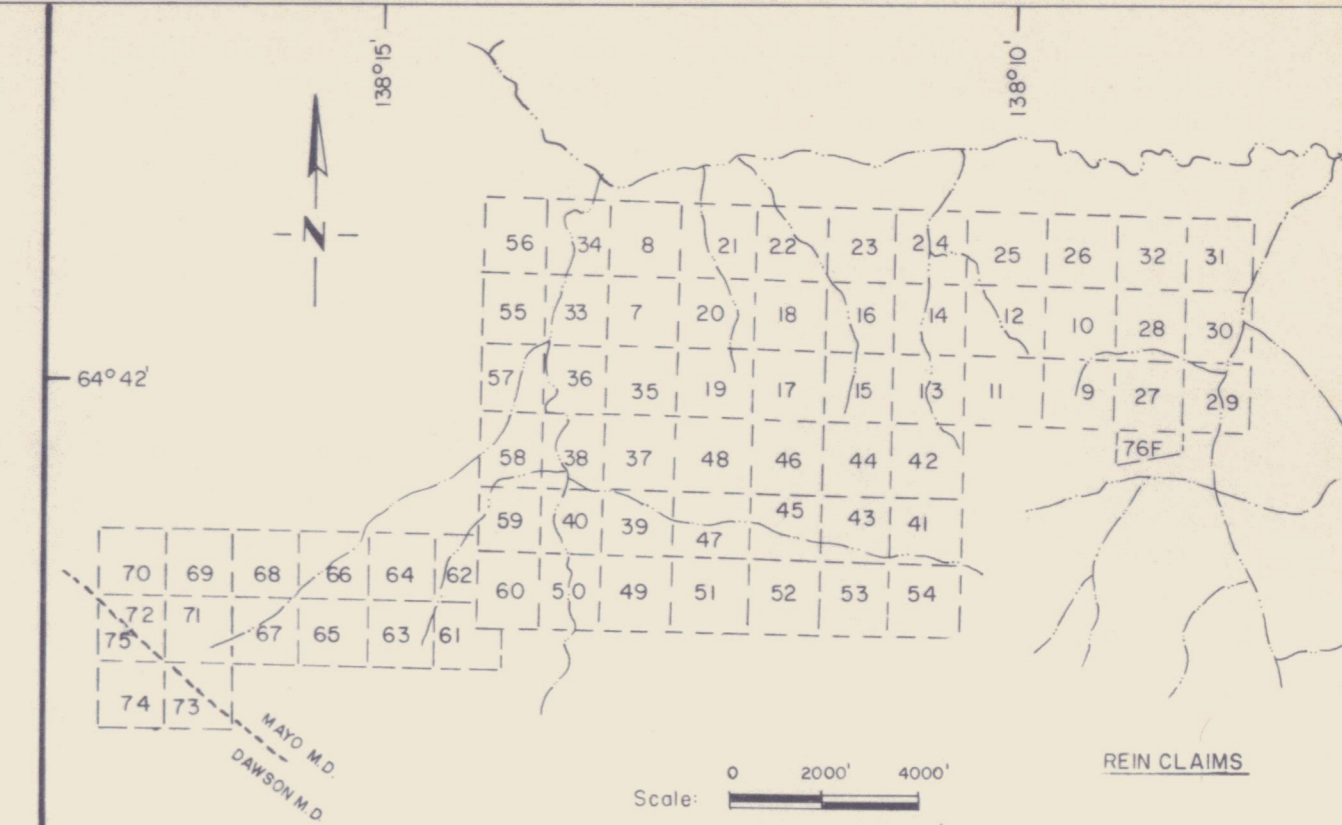 138°15'
138°10'
N
56 34 8 21 22 23 24 25 26 32 31
55 33 7 20 18 16 14 12 10 28 30
64°42'
57 36 35 19 17 15 13 11 9 27 29
76F
58 38 37 48 46 44 42
59 40 39 47 45 43 41
70 69 68 66 64 62
60 50 49 51 52 53 54
72 71
75 67 65 63 61
74 73
MAYO M.D.
DAWSON M.D.
REIN CLAIMS
Scale: 0 2000' 4000'